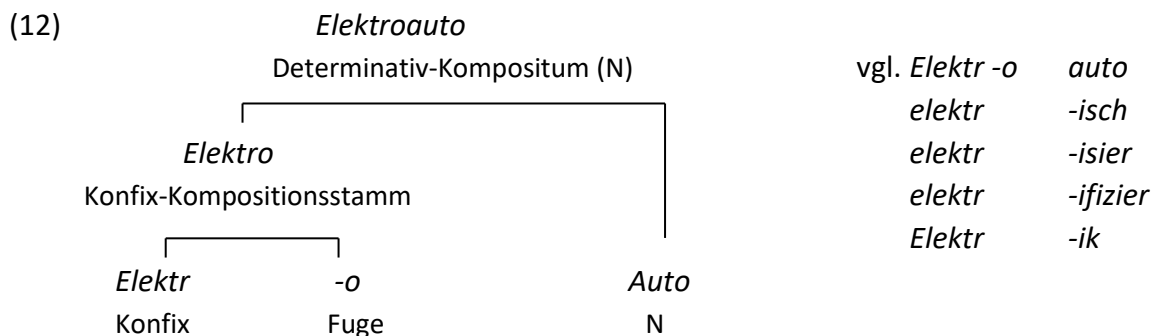 (12) Elektroauto
Determinativ-Kompositum (N) vgl. Elektr -o auto
elektr -isch
Elektro elektr -isier
Konfix-Kompositionsstamm elektr -ifizier
Elektr -ik
Elektr -o Auto
Konfix Fuge N